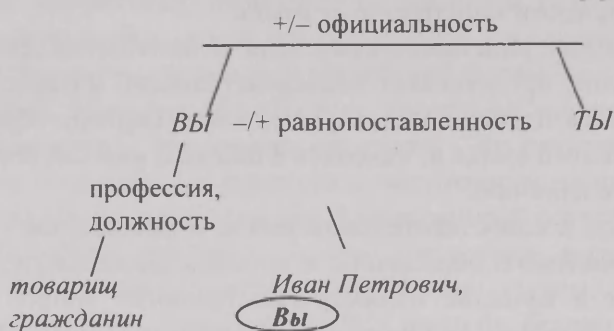 +/– официальность
ВЫ –/+ равнопоставленность ТЫ
профессия,
должность
товарищ Иван Петрович,
гражданин Вы